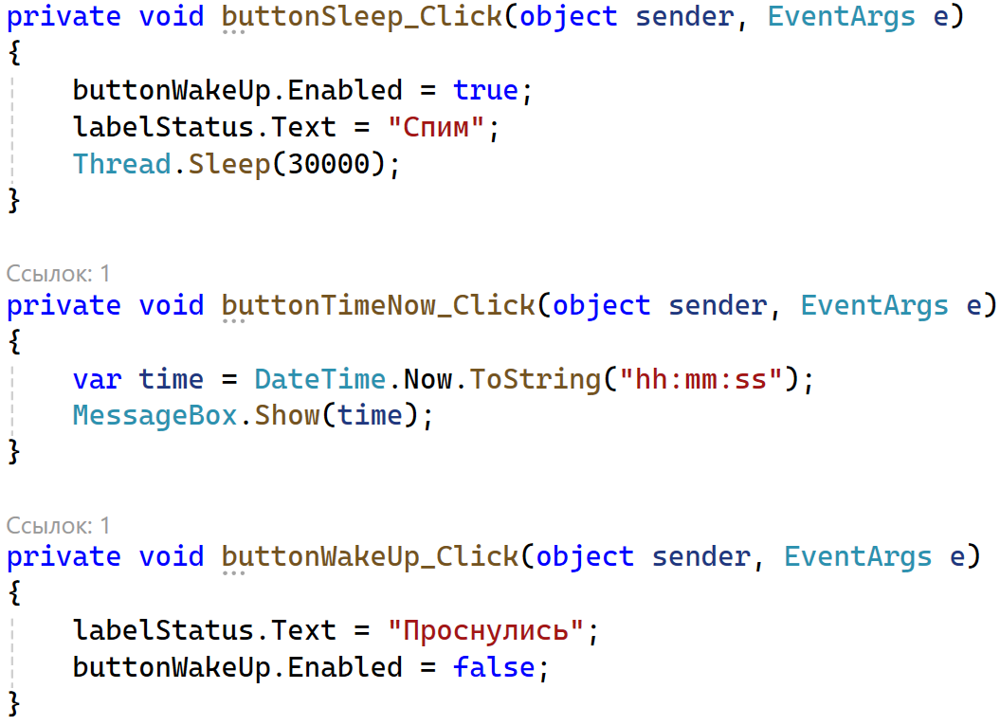 private void buttonSleep_Click(object sender, EventArgs e)
{
    buttonWakeUp.Enabled = true;
    labelStatus.Text = "Спим";
    Thread.Sleep(30000);
}
Ссылок: 1
private void buttonTimeNow_Click(object sender, EventArgs e)
{
    var time = DateTime.Now.ToString("hh:mm:ss");
    MessageBox.Show(time);
}
Ссылок: 1
private void buttonWakeUp_Click(object sender, EventArgs e)
{
    labelStatus.Text = "Проснулись";
    buttonWakeUp.Enabled = false;
}